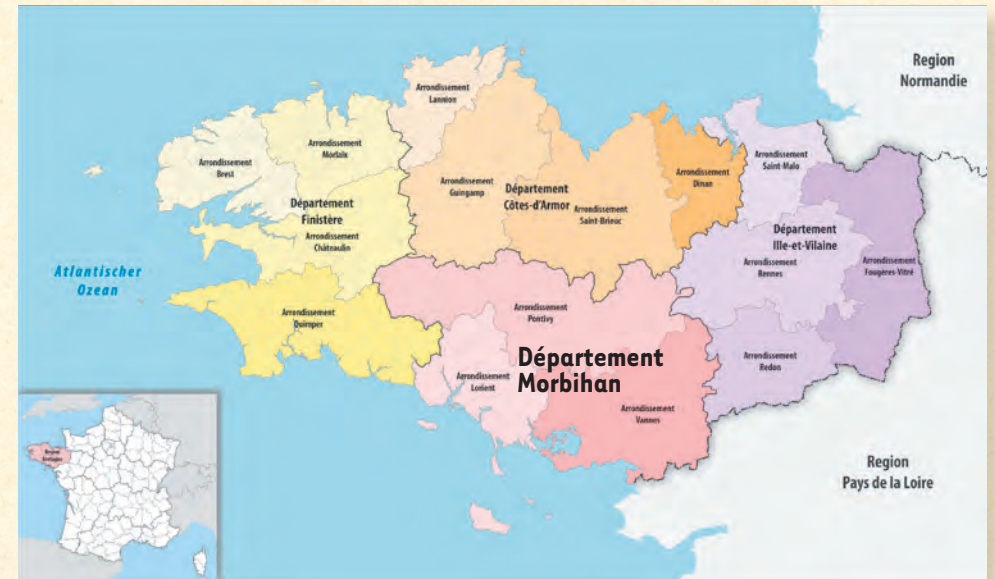 Region
Normandie
Arrondissement
Lannion
Arrondissement
Morlaix
Arrondissement
Brest
Arrondissement
Saint-Malo
Arrondissement
Guingamp
Département
Côtes-d'Armor
Arrondissement
Dinan
Département
Finistère
Arrondissement
Saint-Brieuc
Arrondissement
Châteaulin
Département
Ille-et-Vilaine
Arrondissement
Rennes
Arrondissement
Fougères-Vitré
Atlantischer
Ozean
Arrondissement
Quimper
Arrondissement
Pontivy
Département
Morbihan
Arrondissement
Lorient
Arrondissement
Redon
Arrondissement
Vannes
Region
Pays de la Loire
Region
Bretagne